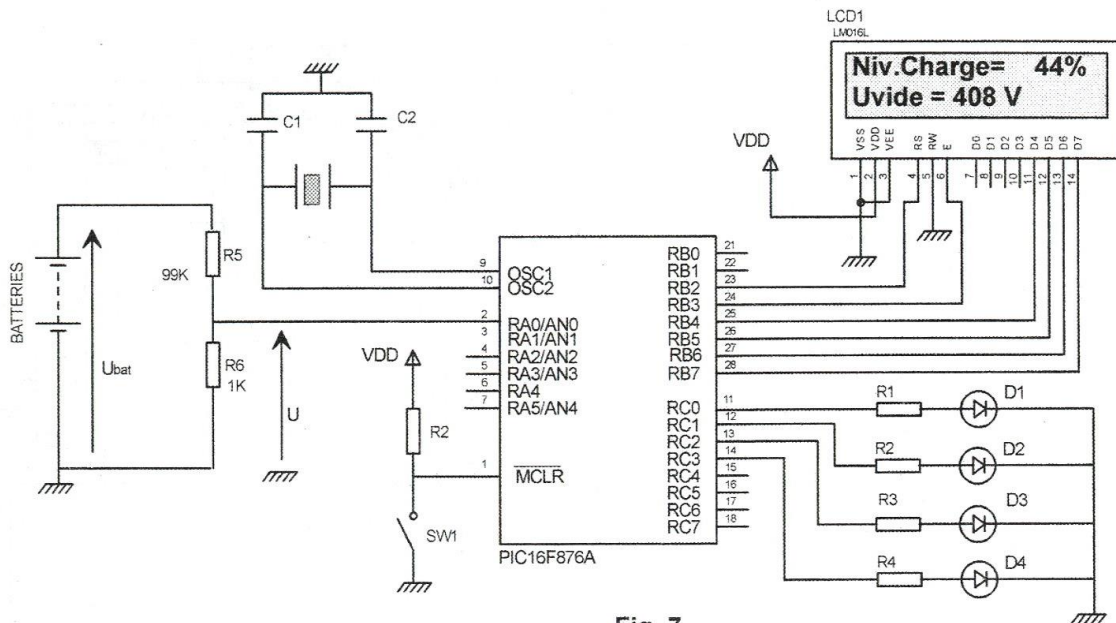 LCD1
LM016L
Niv.Charge= 44%
Uvide = 408 V
VSS
VDD
VEE
RS
RW
E
D0
D1
D2
D3
D4
D5
D6
D7
1
2
3
4
5
6
7
8
9
10
11
12
13
14
VDD
C1
C2
BATTERIES
Ubat
R5
99K
R6
1K
U
VDD
R2
SW1
9
10
2
3
4
5
6
7
1
OSC1
OSC2
RA0/AN0
RA1/AN1
RA2/AN2
RA3/AN3
RA4
RA5/AN4
MCLR
RB0
RB1
RB2
RB3
RB4
RB5
RB6
RB7
RC0
RC1
RC2
RC3
RC4
RC5
RC6
RC7
21
22
23
24
25
26
27
28
11
12
13
14
15
16
17
18
PIC16F876A
R1
D1
R2
D2
R3
D3
R4
D4